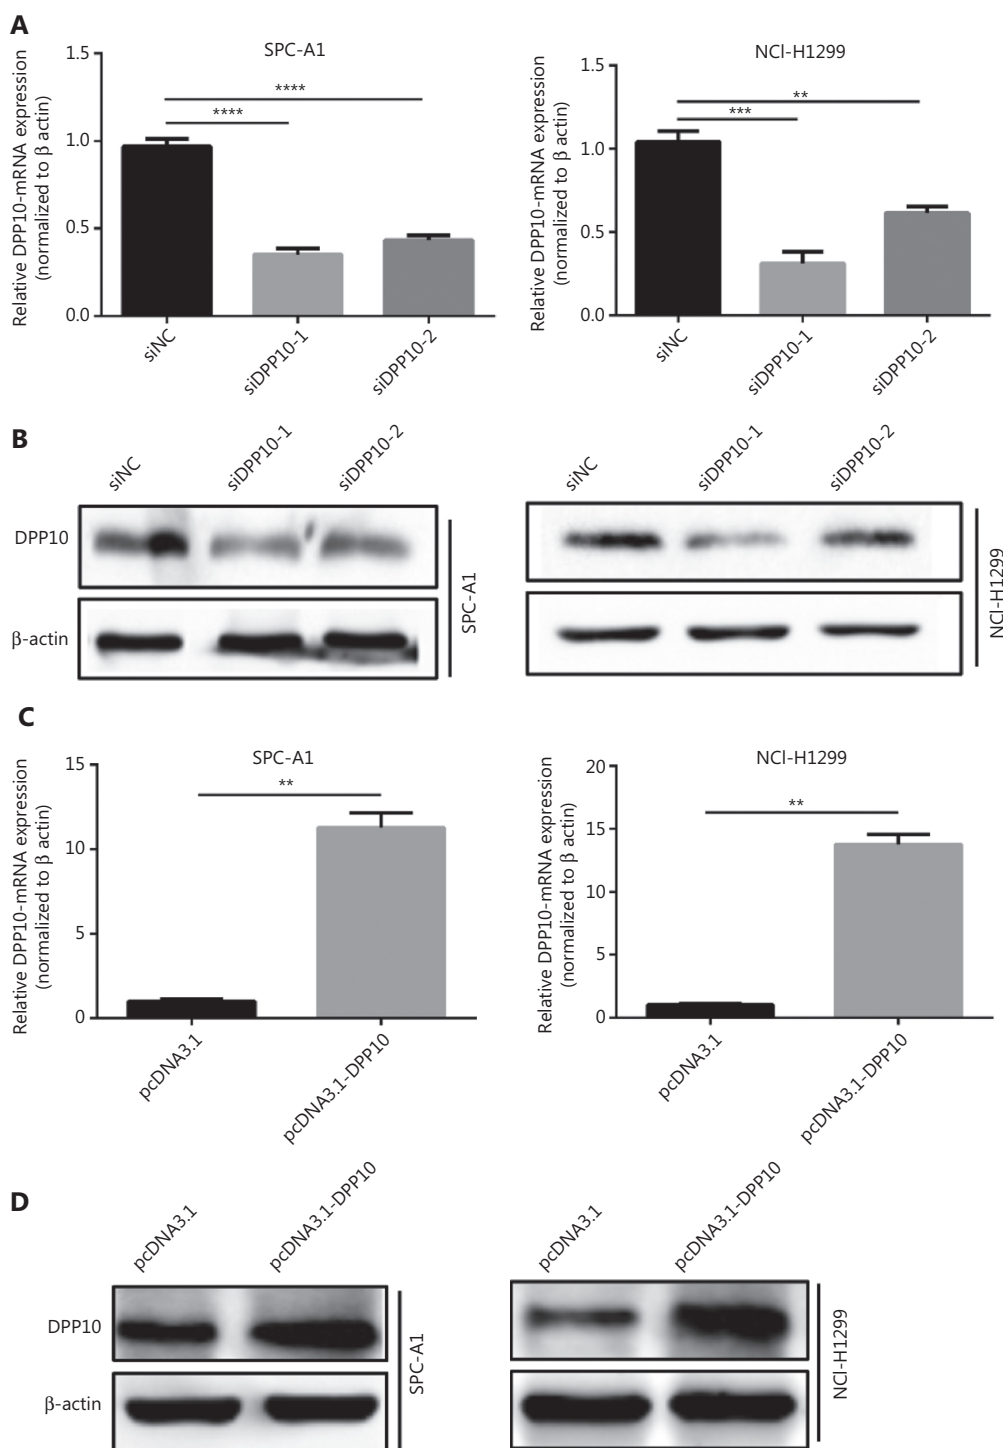 A
SPC-A1
Relative DPP10-mRNA expression
(normalized to β actin)
1.5
1.0
0.5
0.0
****
****
siNC
siDPP10-1
siDPP10-2
NCl-H1299
Relative DPP10-mRNA expression
(normalized to β actin)
1.5
1.0
0.5
0.0
**
***
siNC
siDPP10-1
siDPP10-2
B
siNC
siDPP10-1
siDPP10-2
DPP10
β-actin
SPC-A1
siNC
siDPP10-1
siDPP10-2
NCl-H1299
C
SPC-A1
Relative DPP10-mRNA expression
(normalized to β actin)
15
10
5
0
**
pcDNA3.1
pcDNA3.1-DPP10
NCl-H1299
Relative DPP10-mRNA expression
(normalized to β actin)
20
15
10
5
0
**
pcDNA3.1
pcDNA3.1-DPP10
D
pcDNA3.1
pcDNA3.1-DPP10
DPP10
β-actin
SPC-A1
pcDNA3.1
pcDNA3.1-DPP10
NCl-H1299